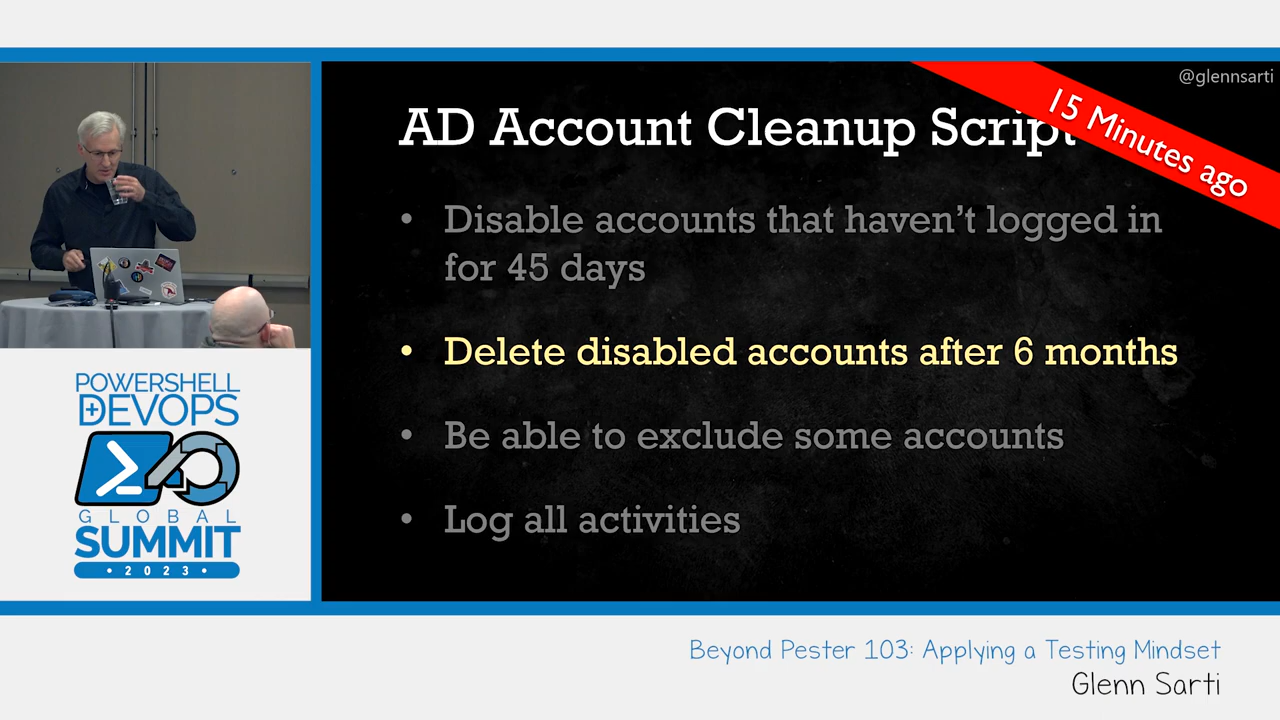 @glennsarti
15 Minutes ago
AD Account Cleanup Script
• Disable accounts that haven't logged in
for 45 days
• Delete disabled accounts after 6 months
• Be able to exclude some accounts
• Log all activities
POWERSHELL
+DEVOPS
GLOBAL
SUMMIT
• 2023 •
Beyond Pester 103: Applying a Testing Mindset
Glenn Sarti